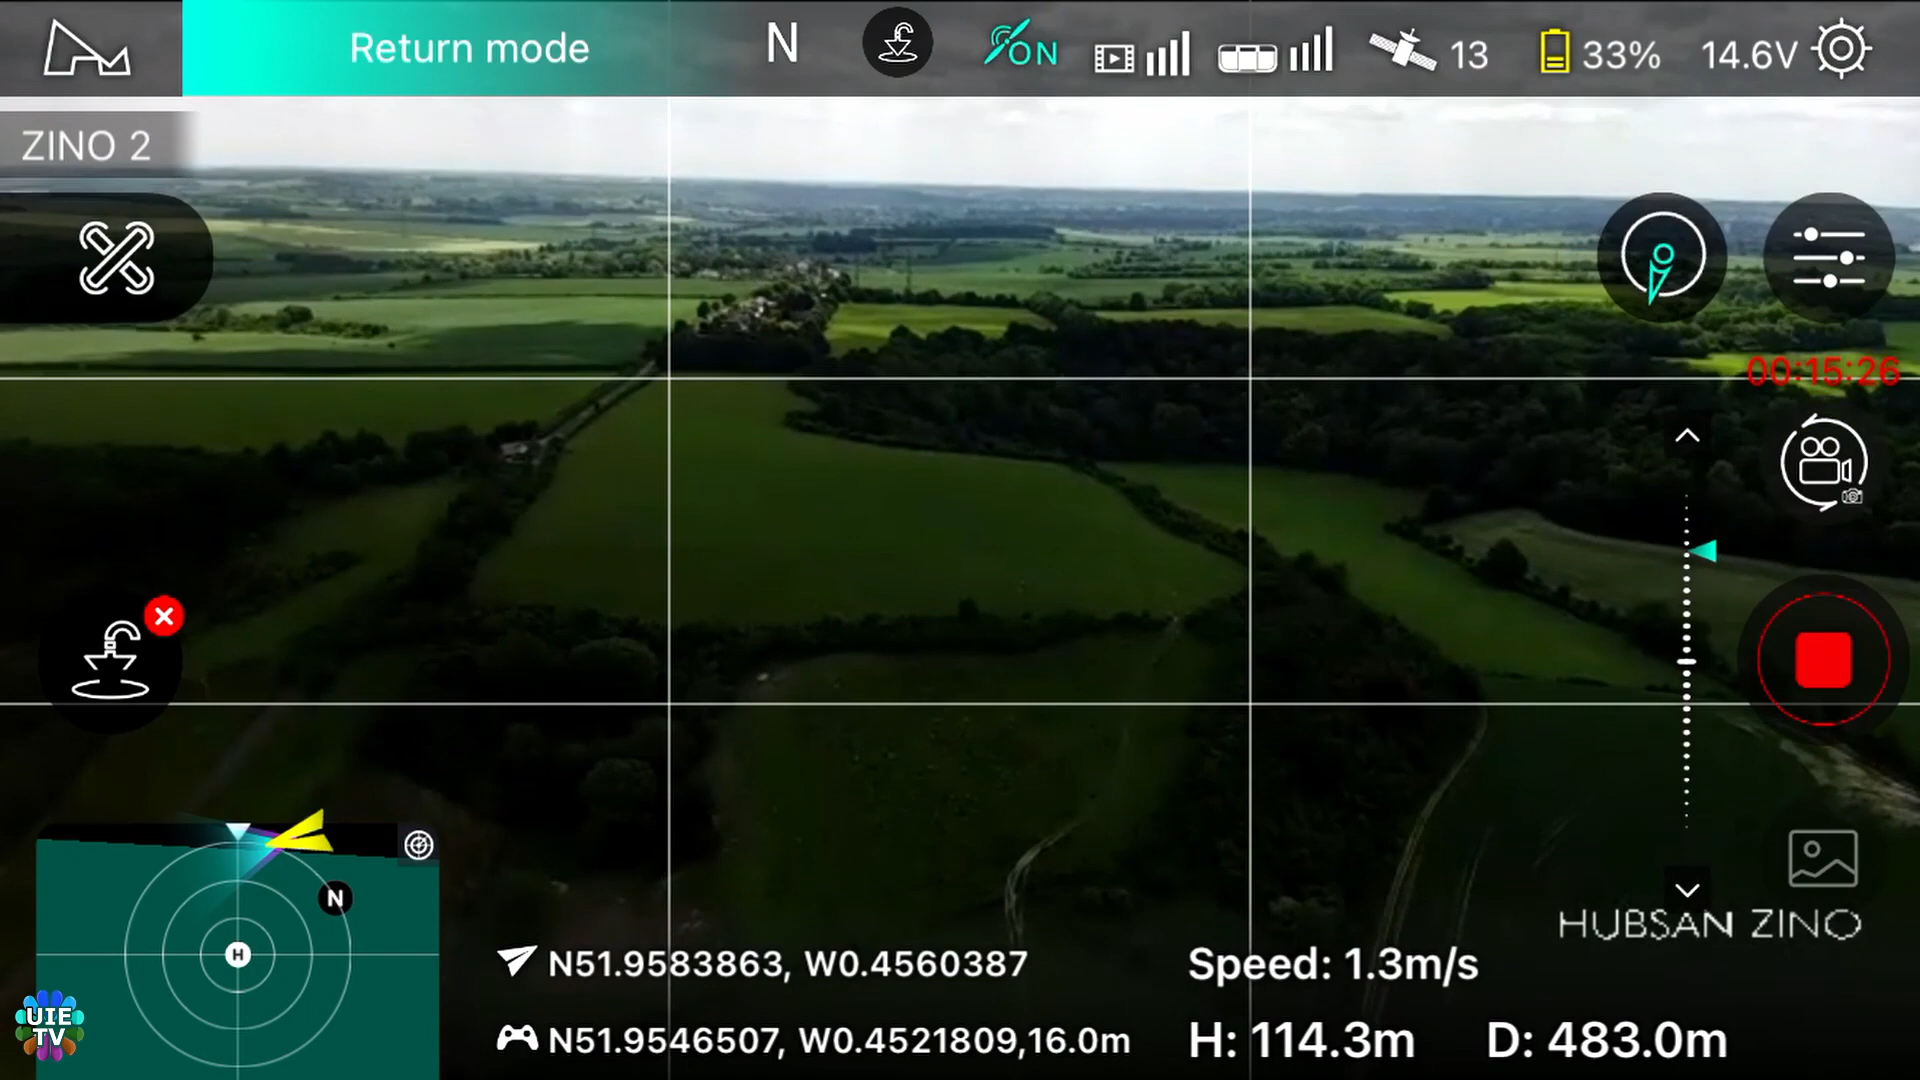 Return mode
N
ON
13
33%
14.6V
ZINO 2
00:15:26
N
H
HUBSAN ZINO
N51.9583863, W0.4560387
Speed: 1.3m/s
N51.9546507, W0.4521809,16.0m
H: 114.3m
D: 483.0m
UIE
TV